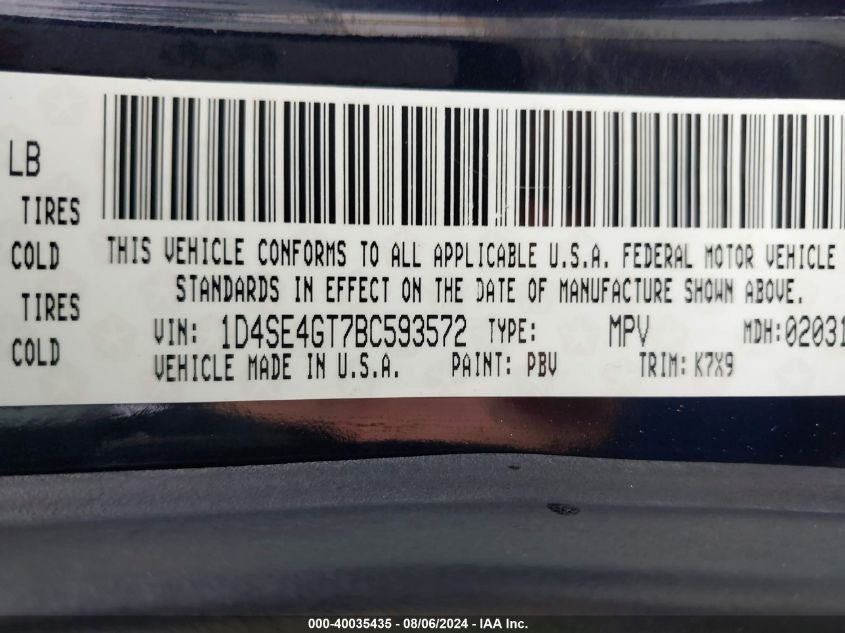 LB
TIRES
COLD
TIRES
COLD
THIS VEHICLE CONFORMS TO ALL APPLICABLE U.S.A. FEDERAL MOTOR VEHICLE
STANDARDS IN EFFECT ON THE DATE OF MANUFACTURE SHOWN ABOVE.
VIN: 1D4SE4GT7BC593572 TYPE: MPV MDH:02031
VEHICLE MADE IN U.S.A. PAINT: PBV TRIM: K7X9
000-40035435 - 08/06/2024 - IAA Inc.